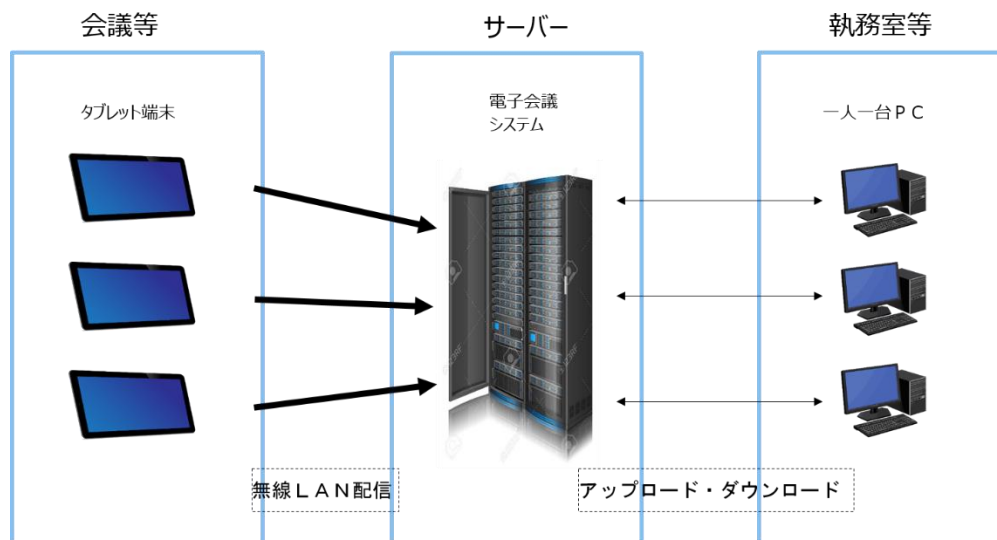 会議等
サーバー
執務室等
タブレット端末
電子会議
システム
一人一台ＰＣ
無線ＬＡＮ配信
アップロード・ダウンロード